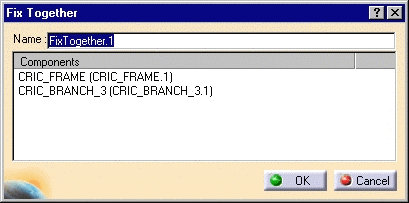 Fix Together
Name : FixTogether.1
Components
CRIC_FRAME (CRIC_FRAME.1)
CRIC_BRANCH_3 (CRIC_BRANCH_3.1)
OK Cancel